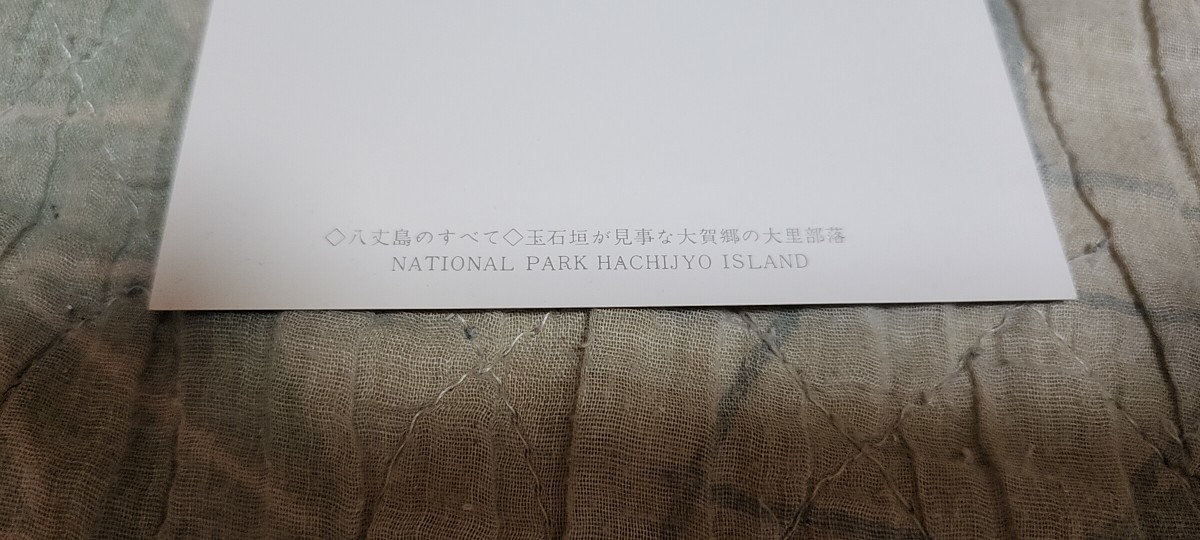 ◇八丈島のすべて◇玉石垣が見事な大賀郷の大里部落
NATIONAL PARK HACHIJYO ISLAND